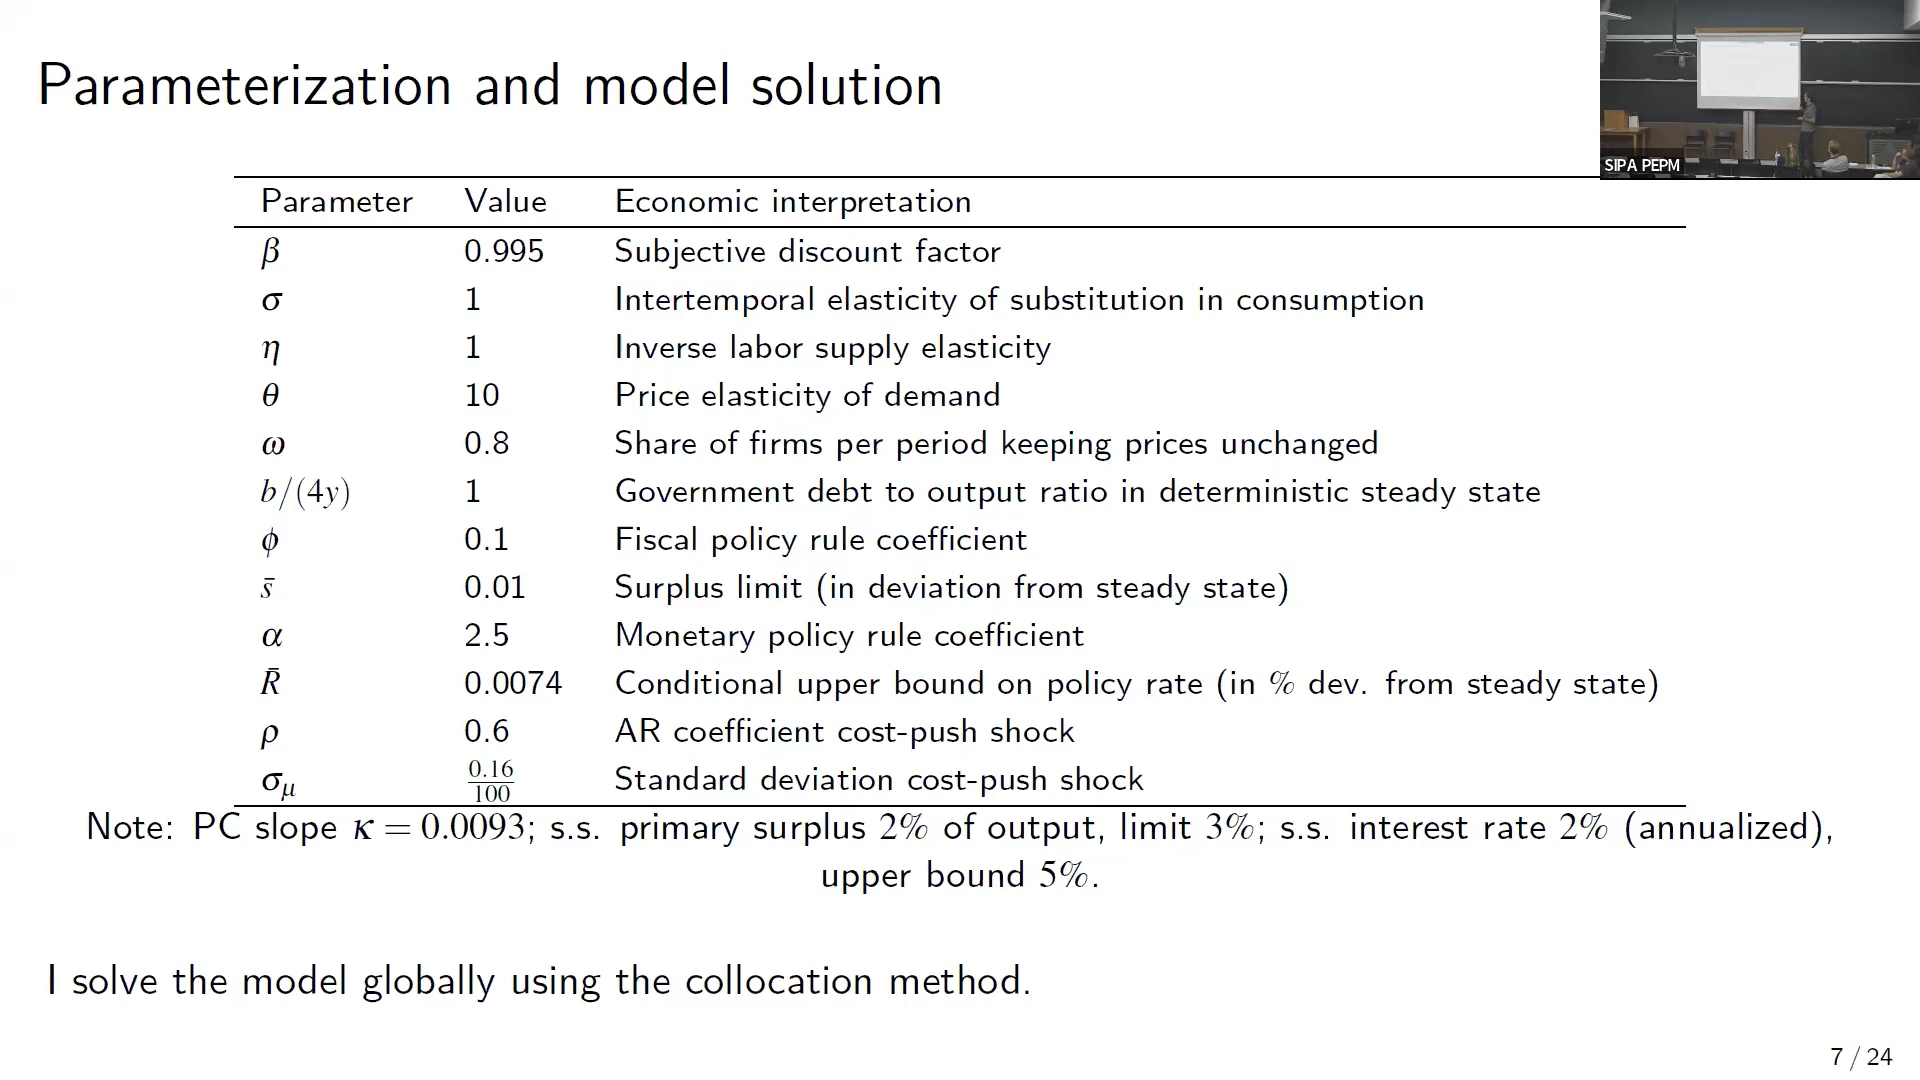 Parameterization and model solution
SIPA PEPM
Parameter Value Economic interpretation
β 0.995 Subjective discount factor
σ 1 Intertemporal elasticity of substitution in consumption
η 1 Inverse labor supply elasticity
θ 10 Price elasticity of demand
ω 0.8 Share of firms per period keeping prices unchanged
b/(4y) 1 Government debt to output ratio in deterministic steady state
ϕ 0.1 Fiscal policy rule coefficient
s̄ 0.01 Surplus limit (in deviation from steady state)
α 2.5 Monetary policy rule coefficient
R̄ 0.0074 Conditional upper bound on policy rate (in % dev. from steady state)
ρ 0.6 AR coefficient cost-push shock
σμ 0.16/100 Standard deviation cost-push shock
Note: PC slope κ = 0.0093; s.s. primary surplus 2% of output, limit 3%; s.s. interest rate 2% (annualized),
upper bound 5%.
I solve the model globally using the collocation method.
7 / 24